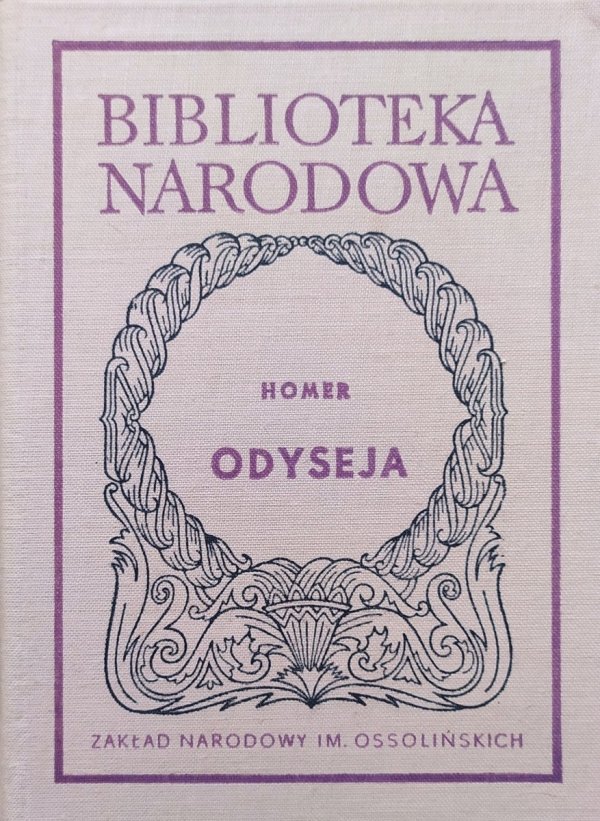 BIBLIOTEKA
NARODOWA
HOMER
ODYSEJA
ZAKŁAD NARODOWY IM. OSSOLIŃSKICH